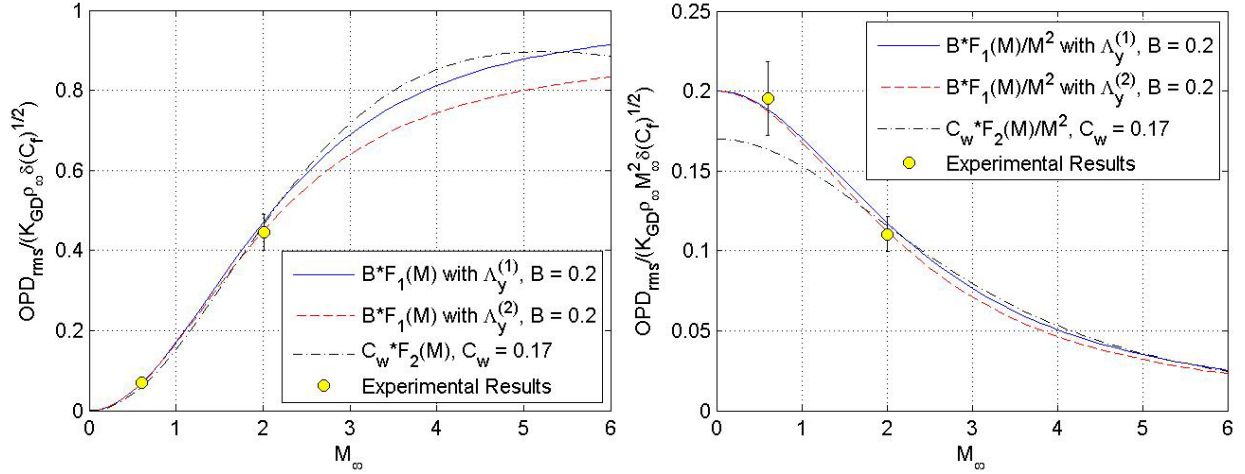 OPD_rms/(K_GD ρ_∞ δ(C_f)^1/2)
1
0.8
0.6
0.4
0.2
0
B*F_1(M) with Λ_y^(1), B = 0.2
B*F_1(M) with Λ_y^(2), B = 0.2
C_w*F_2(M), C_w = 0.17
Experimental Results
0 1 2 3 4 5 6
M_∞
OPD_rms/(K_GD ρ_∞ M_∞^2 δ(C_f)^1/2)
0.25
0.2
0.15
0.1
0.05
0
B*F_1(M)/M^2 with Λ_y^(1), B = 0.2
B*F_1(M)/M^2 with Λ_y^(2), B = 0.2
C_w*F_2(M)/M^2, C_w = 0.17
Experimental Results
0 1 2 3 4 5 6
M_∞